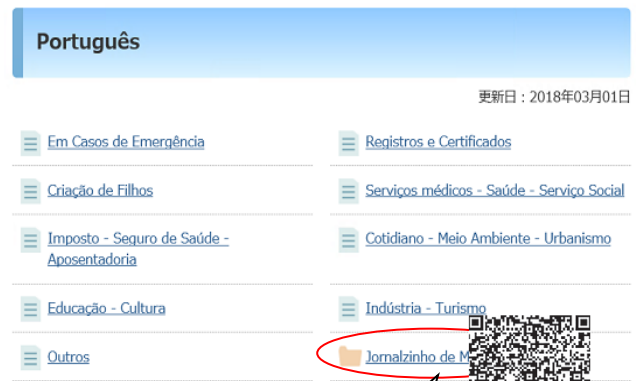 Português
更新日：2018年03月01日
Em Casos de Emergência
Registros e Certificados
Criação de Filhos
Serviços médicos - Saúde - Serviço Social
Imposto - Seguro de Saúde -
Aposentadoria
Cotidiano - Meio Ambiente - Urbanismo
Educação - Cultura
Indústria - Turismo
Outros
Jornalzinho de